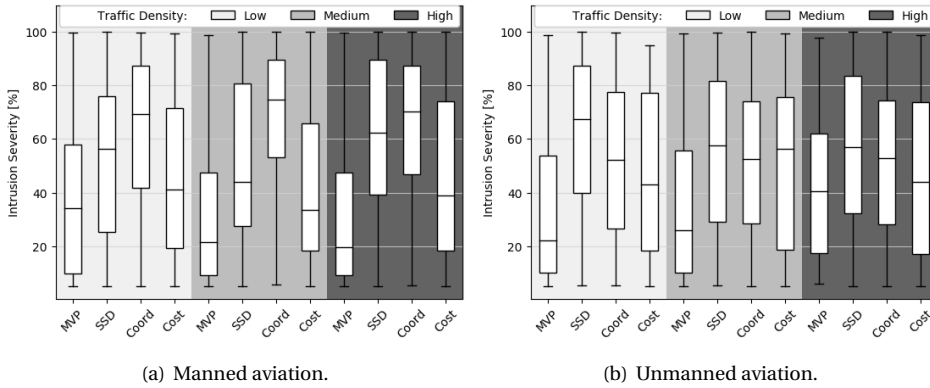 Traffic Density: Low Medium High
Intrusion Severity [%]
100
80
60
40
20
MVP SSD Coord Cost MVP SSD Coord Cost MVP SSD Coord Cost
(a) Manned aviation.
Traffic Density: Low Medium High
Intrusion Severity [%]
100
80
60
40
20
MVP SSD Coord Cost MVP SSD Coord Cost MVP SSD Coord Cost
(b) Unmanned aviation.